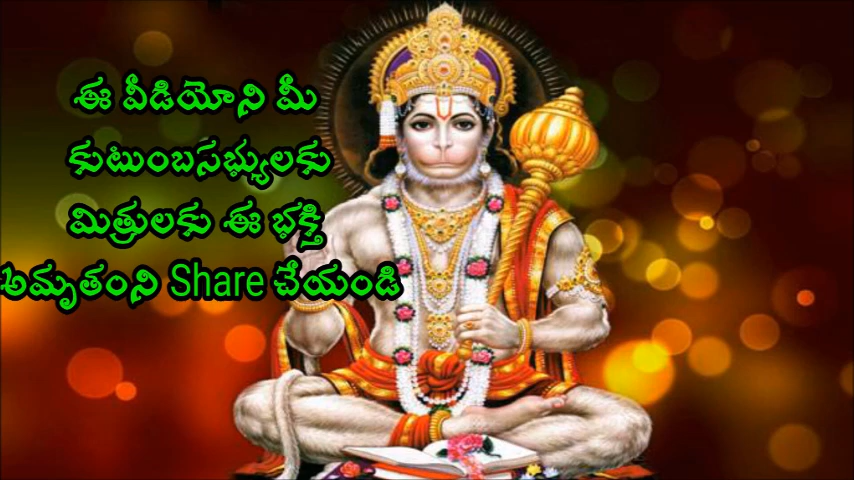 ఈ వీడియోని మీ
కుటుంబసభ్యులకు
మిత్రులకు ఈ భక్తి
అమృతంని Share చేయండి